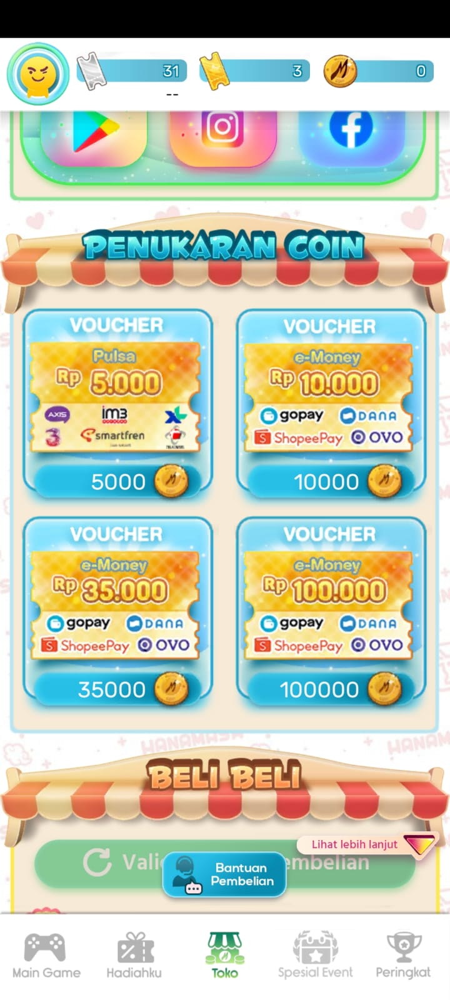 31
3
0
--
PENUKARAN COIN
VOUCHER
Pulsa
Rp 5.000
AXIS
im3
XL
3
smartfren
5000
VOUCHER
e-Money
Rp 10.000
gopay DANA
ShopeePay OVO
10000
VOUCHER
e-Money
Rp 35.000
gopay DANA
ShopeePay OVO
35000
VOUCHER
e-Money
Rp 100.000
gopay DANA
ShopeePay OVO
100000
HANAMASA HANAM
BELI BELI
Lihat lebih lanjut
Vali embelian
Bantuan
Pembelian
Main Game
Hadiahku
Toko
Spesial Event
Peringkat